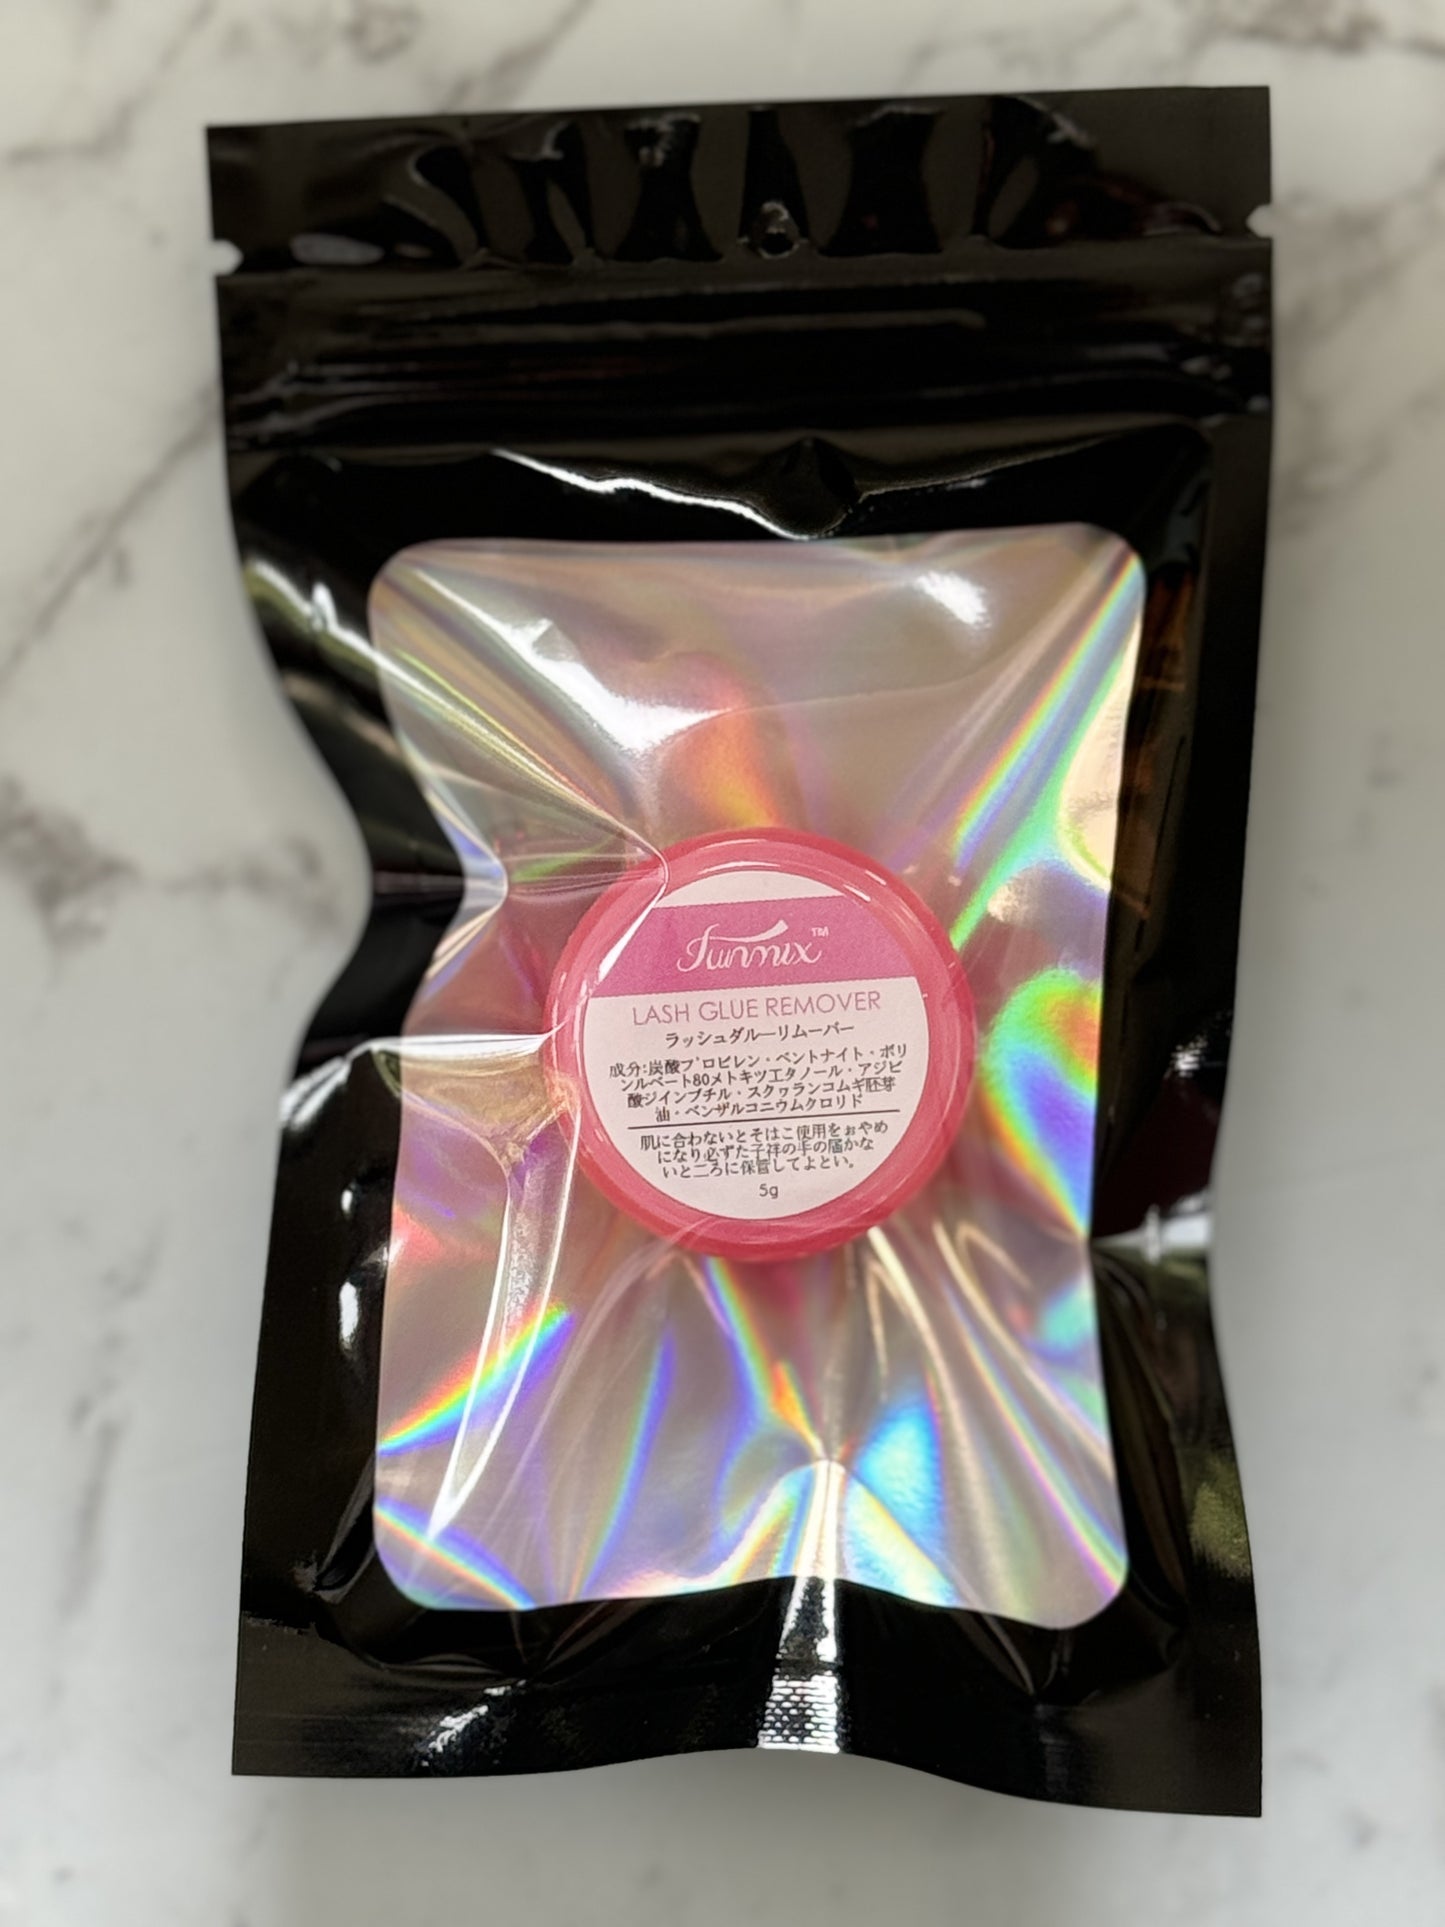 Funmix™
LASH GLUE REMOVER
ラッシュダルーリムーバー
成分:炭酸プロピレン・ペントナイト・ポリ
ソルベート80メトキツエタノール・アジピ
酸ジインプチル・スクヮランコムギ胚芽
油・ベンザルコニウムクロリド
肌に合わないとそはこ使用をぉやめ
になり必ずた子祥の手の届かな
いと二ろに保管してよとい。
5g